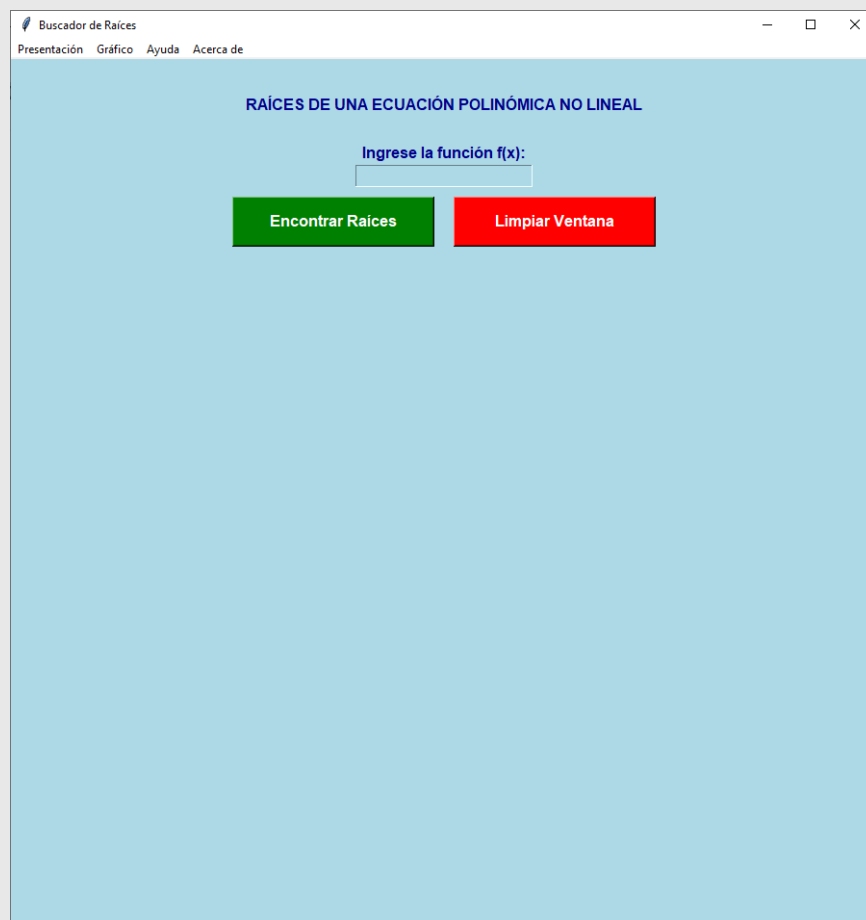 Buscador de Raíces
Presentación Gráfico Ayuda Acerca de
RAÍCES DE UNA ECUACIÓN POLINÓMICA NO LINEAL
Ingrese la función f(x):
Encontrar Raíces Limpiar Ventana